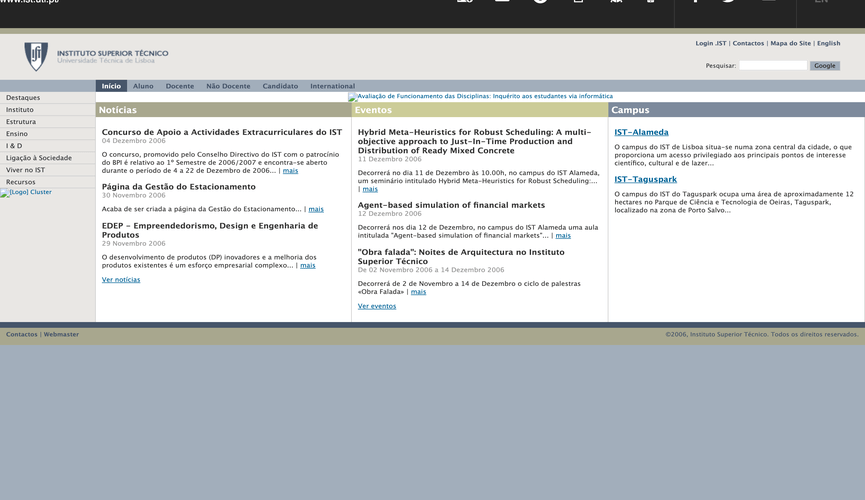 www.ist.utl.pt/
EN
INSTITUTO SUPERIOR TÉCNICO
Universidade Técnica de Lisboa
Login .IST | Contactos | Mapa do Site | English
Pesquisar:
Google
Início Aluno Docente Não Docente Candidato International
Destaques
Instituto
Estrutura
Ensino
I & D
Ligação à Sociedade
Viver no IST
Recursos
[Logo] Cluster
Avaliação de Funcionamento das Disciplinas: Inquérito aos estudantes via informática
Notícias
Concurso de Apoio a Actividades Extracurriculares do IST
04 Dezembro 2006
O concurso, promovido pelo Conselho Directivo do IST com o patrocínio
do BPI é relativo ao 1º Semestre de 2006/2007 e encontra-se aberto
durante o período de 4 a 22 de Dezembro de 2006... | mais
Página da Gestão do Estacionamento
30 Novembro 2006
Acaba de ser criada a página da Gestão do Estacionamento... | mais
EDEP - Empreendedorismo, Design e Engenharia de
Produtos
29 Novembro 2006
O desenvolvimento de produtos (DP) inovadores e a melhoria dos
produtos existentes é um esforço empresarial complexo... | mais
Ver notícias
Eventos
Hybrid Meta-Heuristics for Robust Scheduling: A multi-
objective approach to Just-In-Time Production and
Distribution of Ready Mixed Concrete
11 Dezembro 2006
Decorrerá no dia 11 de Dezembro às 10.00h, no campus do IST Alameda,
um seminário intitulado Hybrid Meta-Heuristics for Robust Scheduling:...
| mais
Agent-based simulation of financial markets
12 Dezembro 2006
Decorrerá nos dia 12 de Dezembro, no campus do IST Alameda uma aula
intitulada "Agent-based simulation of financial markets"... | mais
"Obra falada": Noites de Arquitectura no Instituto
Superior Técnico
De 02 Novembro 2006 a 14 Dezembro 2006
Decorrerá de 2 de Novembro a 14 de Dezembro o ciclo de palestras
«Obra Falada» | mais
Ver eventos
Campus
IST-Alameda
O campus do IST de Lisboa situa-se numa zona central da cidade, o que
proporciona um acesso privilegiado aos principais pontos de interesse
científico, cultural e de lazer...
IST-Taguspark
O campus do IST do Taguspark ocupa uma área de aproximadamente 12
hectares no Parque de Ciência e Tecnologia de Oeiras, Taguspark,
localizado na zona de Porto Salvo...
Contactos | Webmaster
©2006, Instituto Superior Técnico. Todos os direitos reservados.